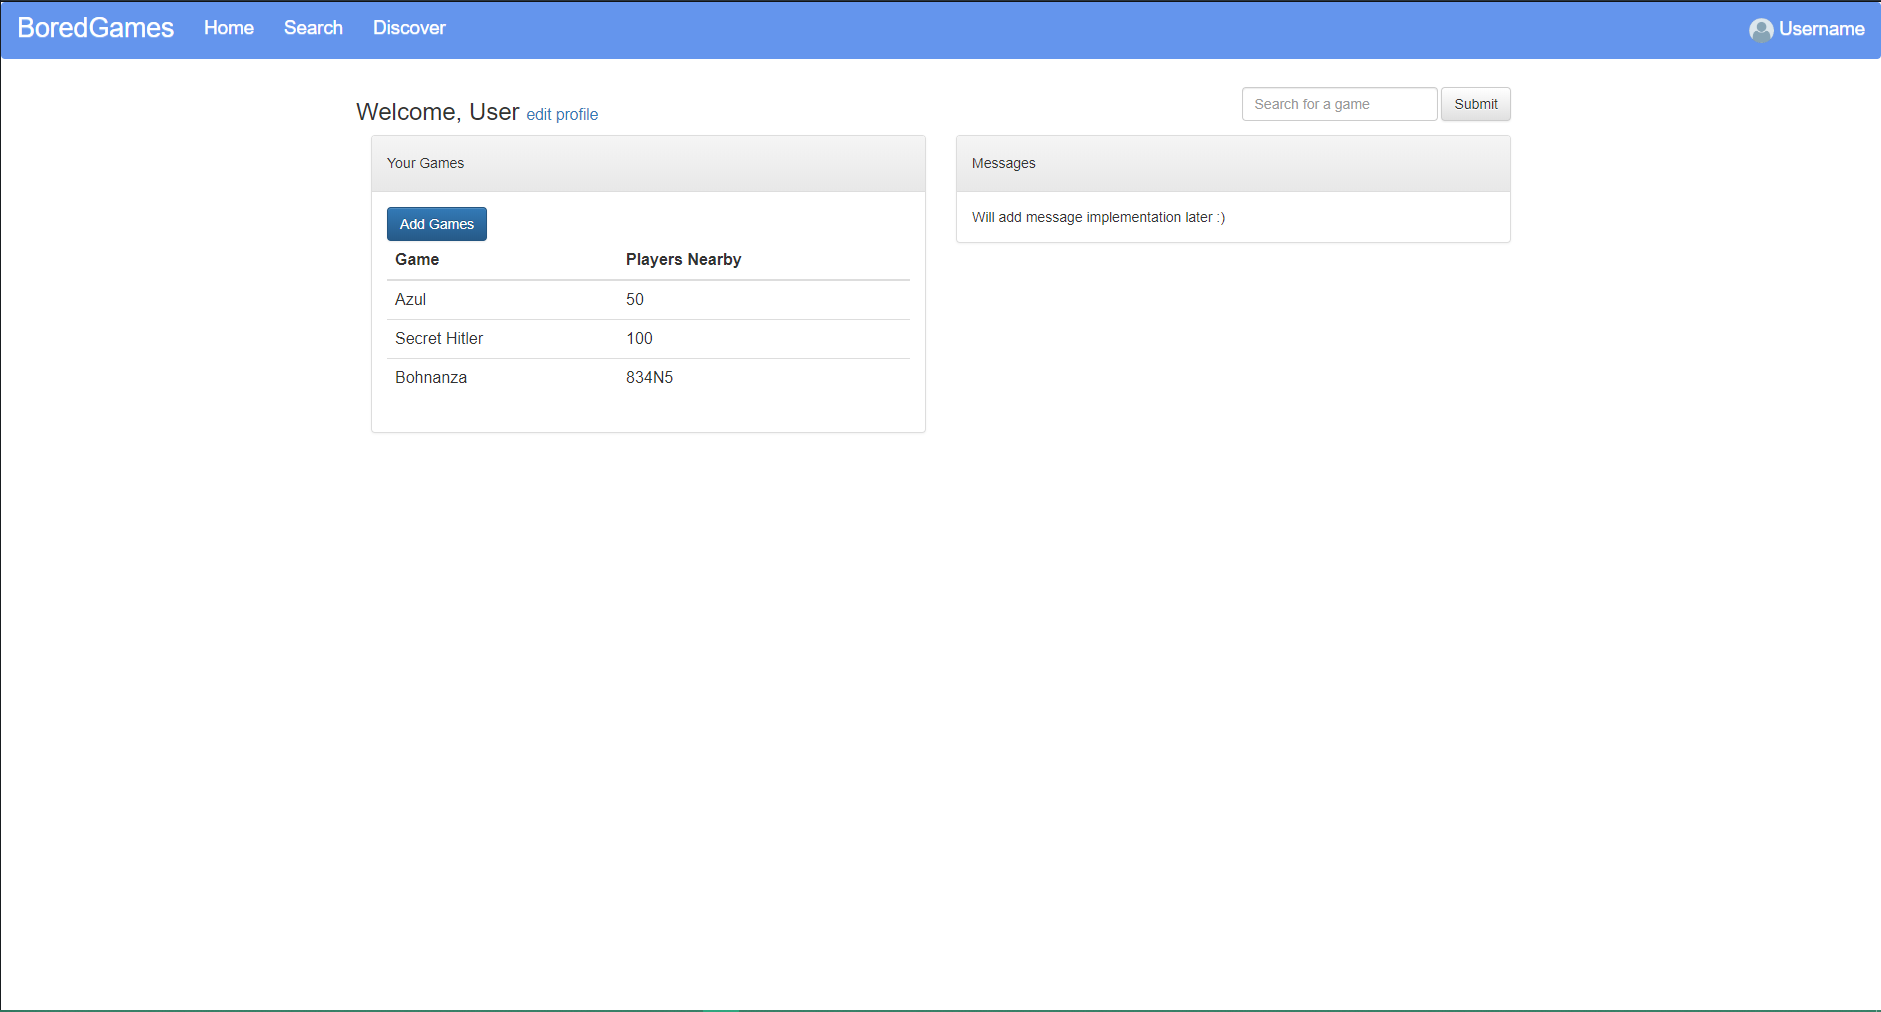 BoredGames Home Search Discover Username
Welcome, User edit profile
Search for a game Submit
Your Games
Add Games
Game Players Nearby
Azul 50
Secret Hitler 100
Bohnanza 834N5
Messages
Will add message implementation later :)